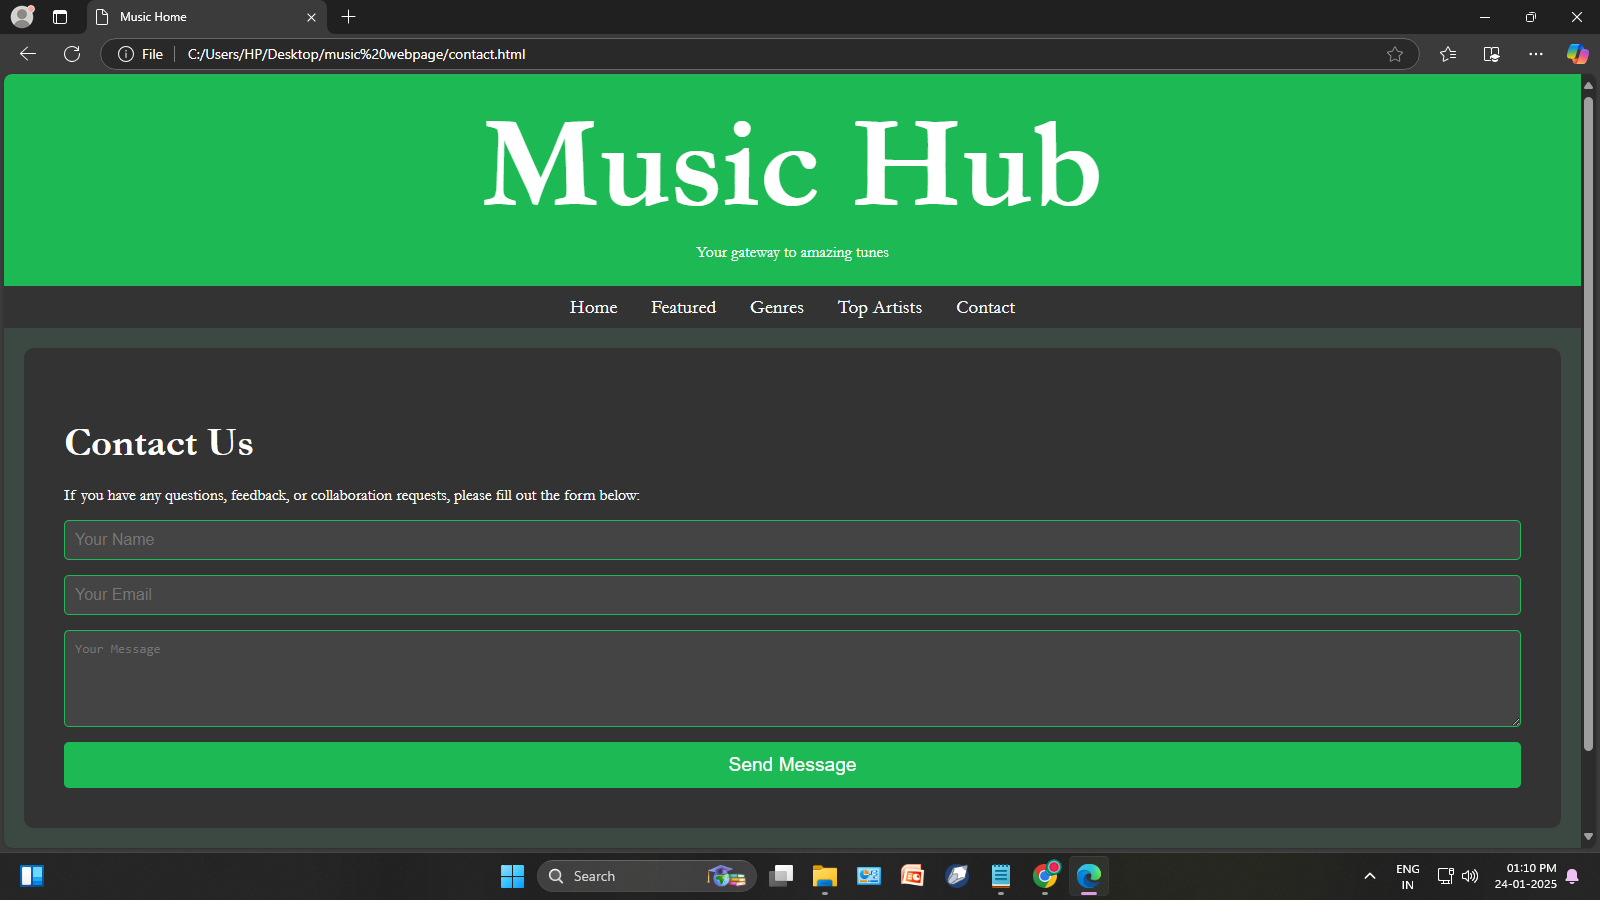 Music Home
File
C:/Users/HP/Desktop/music%20webpage/contact.html
Music Hub
Your gateway to amazing tunes
Home Featured Genres Top Artists Contact
Contact Us
If you have any questions, feedback, or collaboration requests, please fill out the form below:
Your Name
Your Email
Your Message
Send Message
Search
ENG
IN
01:10 PM
24-01-2025